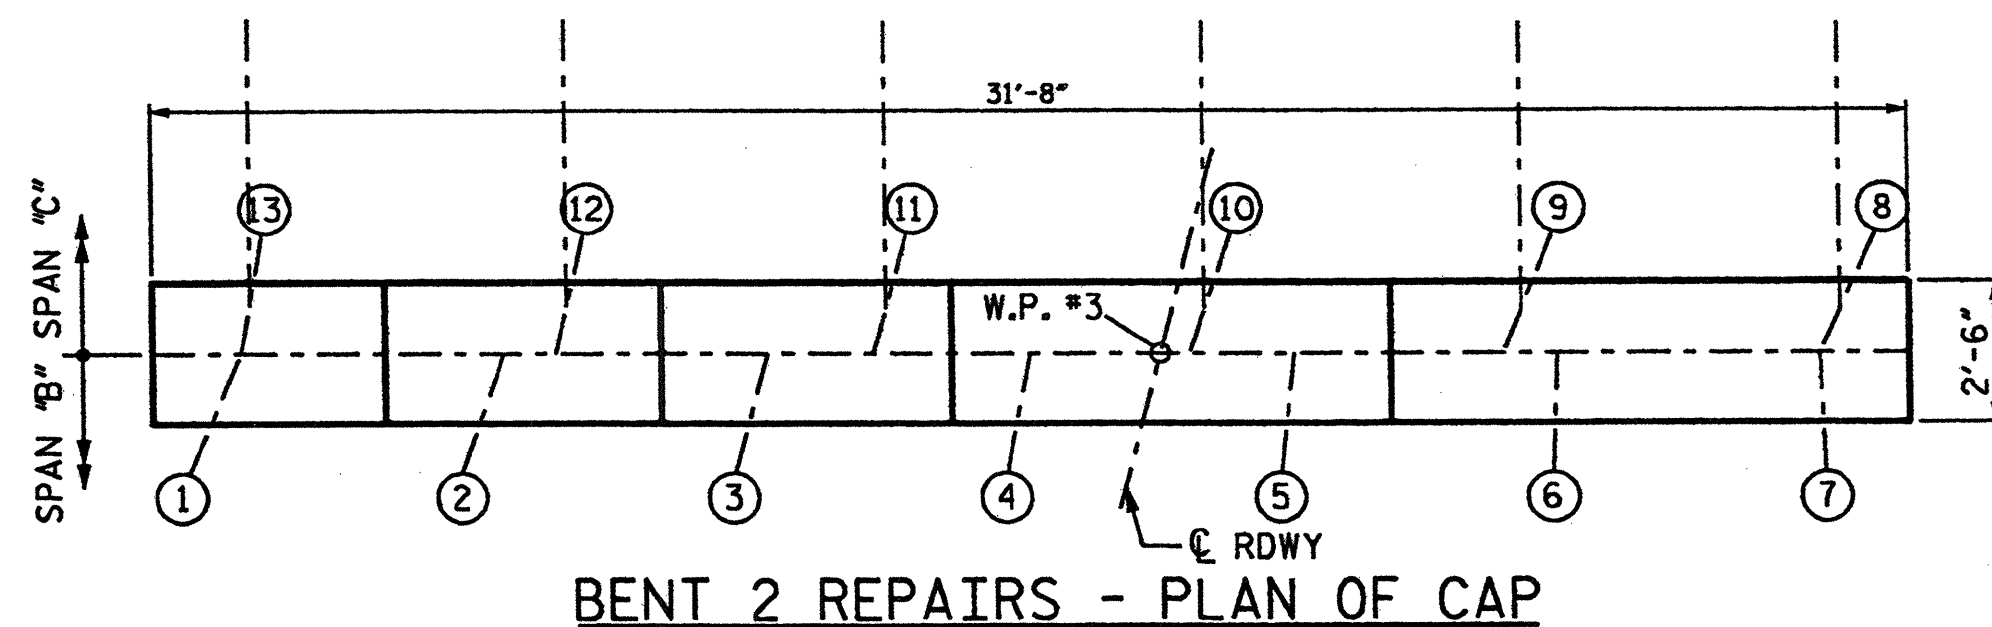 31'-8"
13 12 11 10 9 8
SPAN "C"
W.P. #3
SPAN "B"
2'-6"
1 2 3 4 5 6 7
℄ RDWY
BENT 2 REPAIRS - PLAN OF CAP